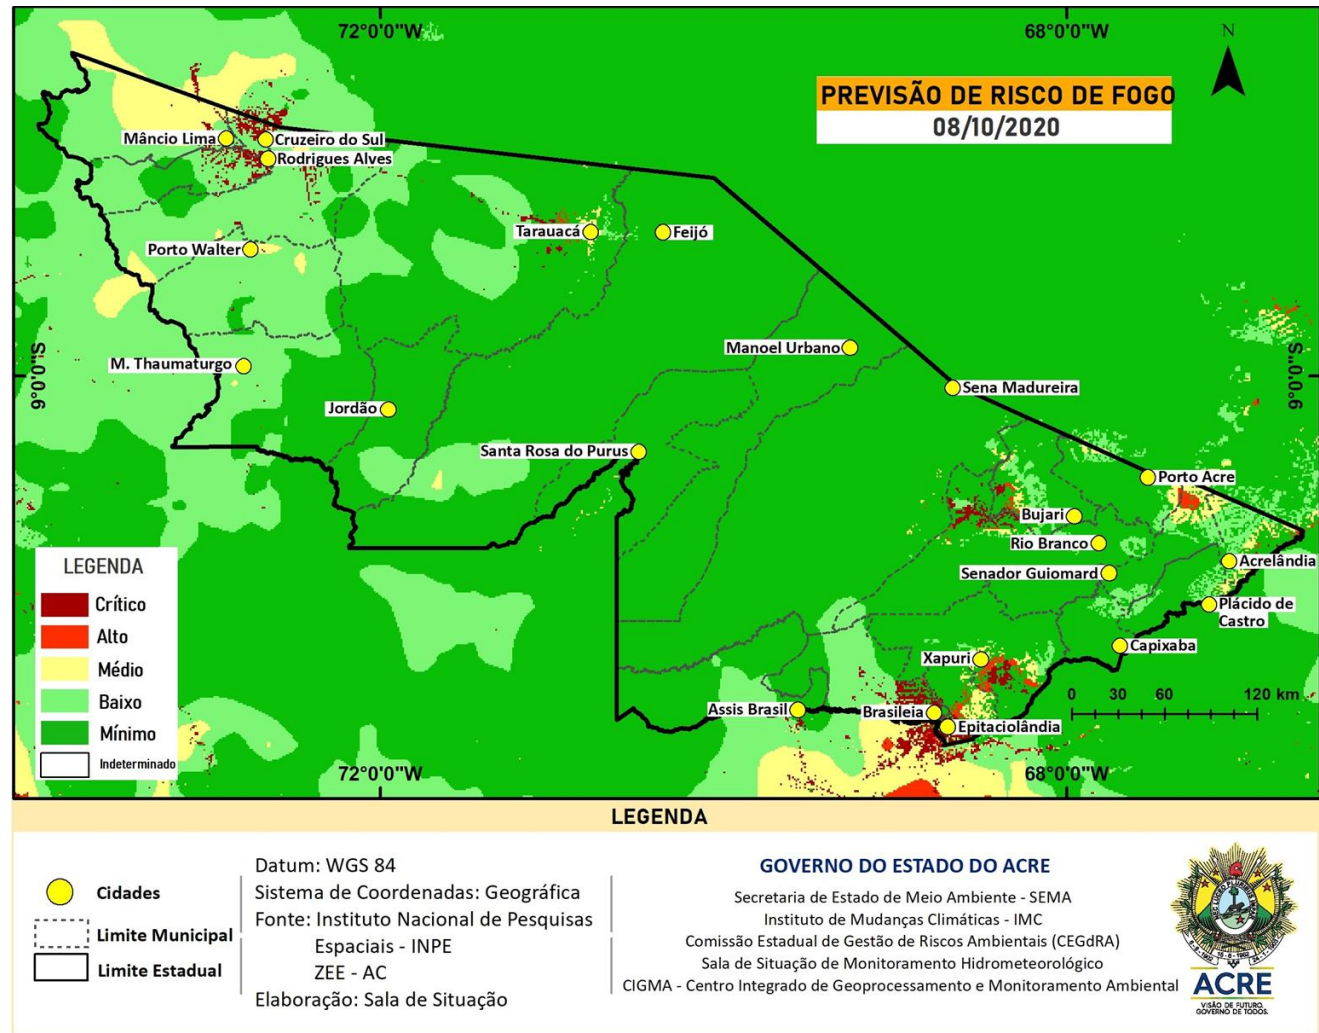 72°0'0"W
68°0'0"W
N
PREVISÃO DE RISCO DE FOGO
08/10/2020
Mâncio Lima
Cruzeiro do Sul
Rodrigues Alves
Tarauacá
Feijó
Porto Walter
Manoel Urbano
M. Thaumaturgo
9°0'0"S
9°0'0"S
Sena Madureira
Jordão
Santa Rosa do Purus
Porto Acre
Bujari
Rio Branco
Acrelândia
Senador Guiomard
Plácido de
Castro
Capixaba
Xapuri
Assis Brasil
Brasileia
Epitaciolândia
0 30 60 120 km
LEGENDA
Crítico
Alto
Médio
Baixo
Mínimo
Indeterminado
72°0'0"W
68°0'0"W
LEGENDA
Cidades
Limite Municipal
Limite Estadual
Datum: WGS 84
Sistema de Coordenadas: Geográfica
Fonte: Instituto Nacional de Pesquisas
Espaciais - INPE
ZEE - AC
Elaboração: Sala de Situação
GOVERNO DO ESTADO DO ACRE
Secretaria de Estado de Meio Ambiente - SEMA
Instituto de Mudanças Climáticas - IMC
Comissão Estadual de Gestão de Riscos Ambientais (CEGdRA)
Sala de Situação de Monitoramento Hidrometeorológico
CIGMA - Centro Integrado de Geoprocessamento e Monitoramento Ambiental
ACRE
VISÃO DE FUTURO.
GOVERNO DE TODOS.